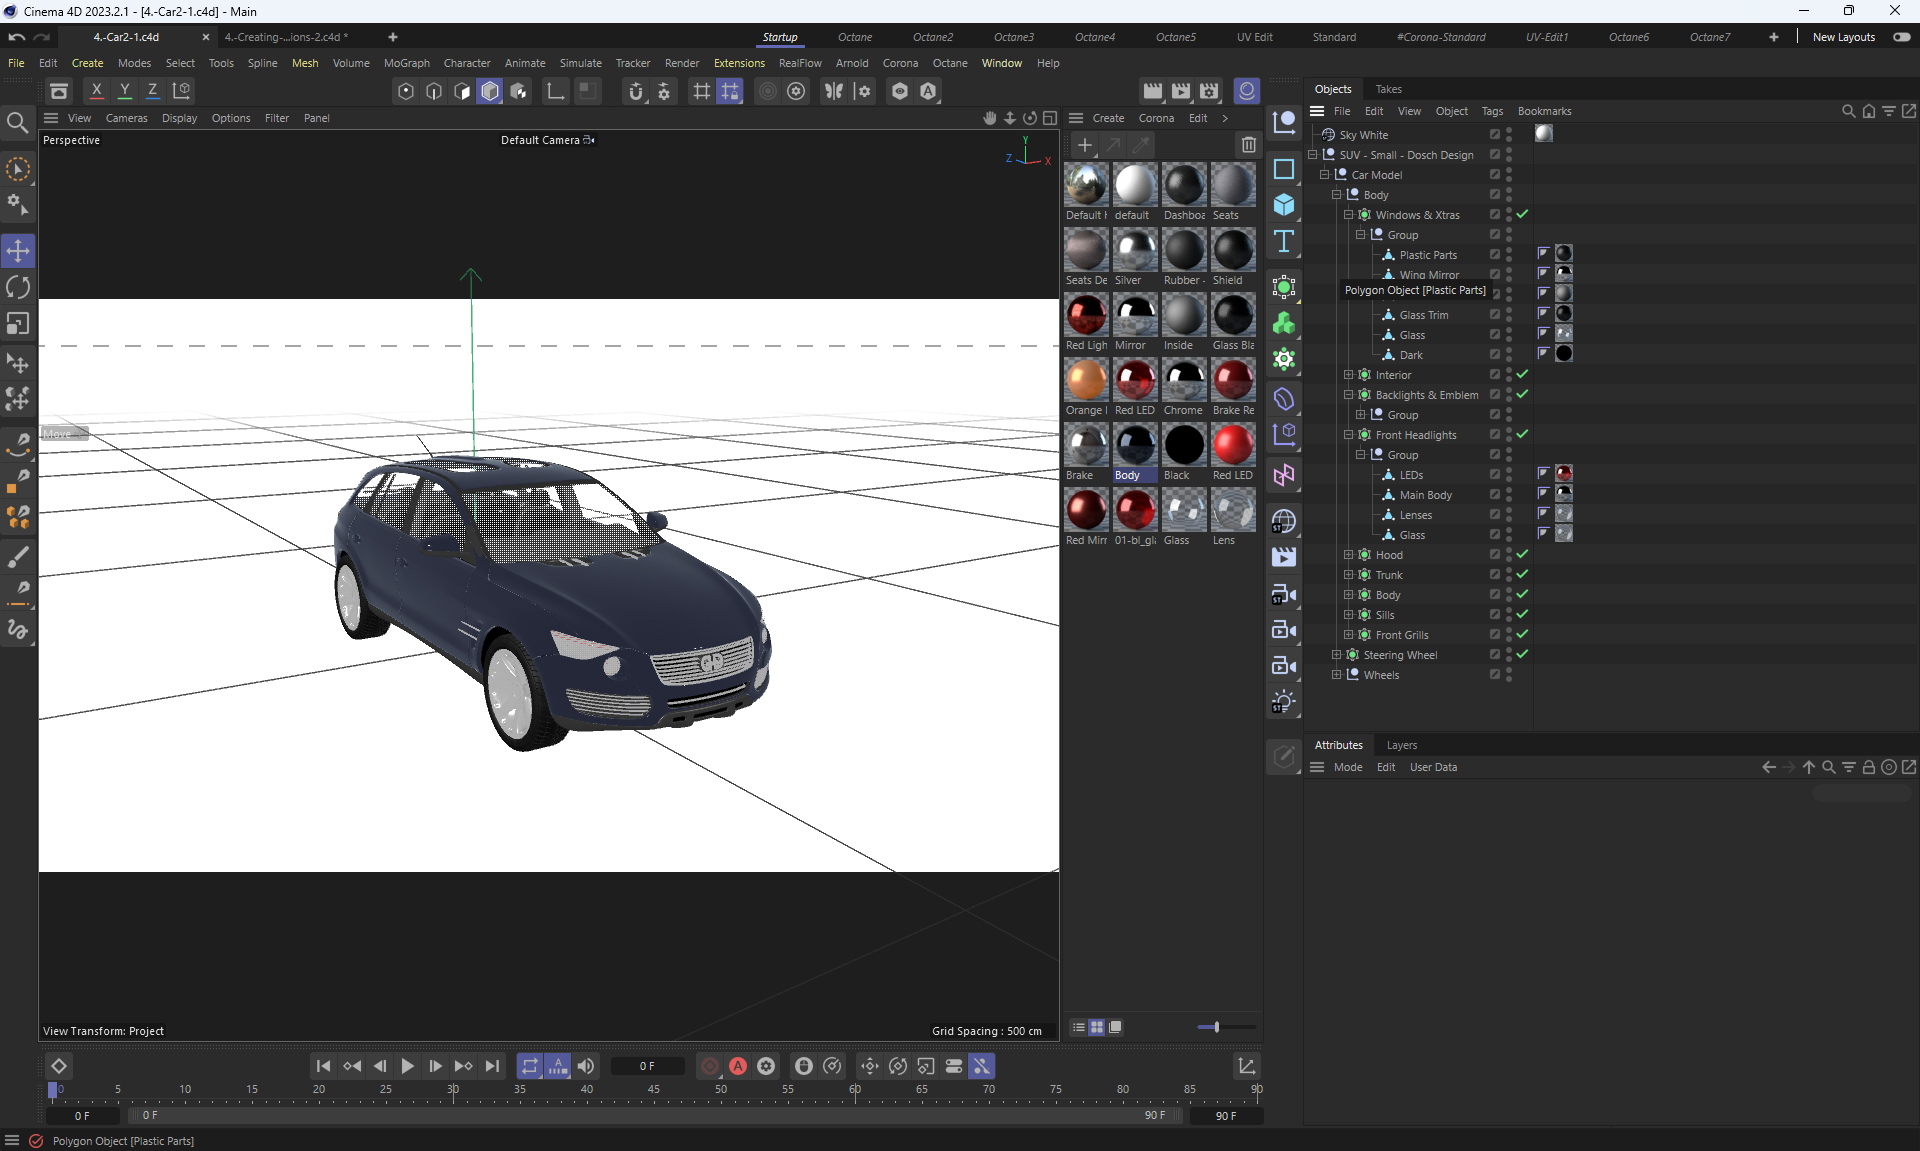 Cinema 4D 2023.2.1 - [4.-Car2-1.c4d] - Main
4.-Car2-1.c4d
4.-Creating-...ions-2.c4d *
Startup Octane Octane2 Octane3 Octane4 Octane5 UV Edit Standard #Corona-Standard UV-Edit1 Octane6 Octane7 New Layouts
File Edit Create Modes Select Tools Spline Mesh Volume MoGraph Character Animate Simulate Tracker Render Extensions RealFlow Arnold Corona Octane Window Help
X Y Z
View Cameras Display Options Filter Panel
Perspective
Default Camera
Y
Z
X
Move
View Transform: Project
Grid Spacing : 500 cm
Create Corona Edit
Default
default
Dashboa
Seats
Seats De
Silver
Rubber -
Shield
Red Ligh
Mirror
Inside
Glass Bla
Orange
Red LED
Chrome
Brake Re
Brake
Body
Black
Red LED
Red Mirr
01-bl_gla
Glass
Lens
Objects
Takes
File Edit View Object Tags Bookmarks
Sky White
SUV - Small - Dosch Design
Car Model
Body
Windows & Xtras
Group
Plastic Parts
Wing Mirror
Polygon Object [Plastic Parts]
Glass Trim
Glass
Dark
Interior
Backlights & Emblem
Group
Front Headlights
Group
LEDs
Main Body
Lenses
Glass
Hood
Trunk
Body
Sills
Front Grills
Steering Wheel
Wheels
Attributes
Layers
Mode Edit User Data
0 F
0 5 10 15 20 25 30 35 40 45 50 55 60 65 70 75 80 85 90
0 F
0 F
90 F
90 F
Polygon Object [Plastic Parts]